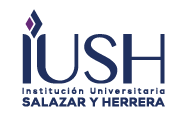 IUSH
Institución Universitaria
SALAZAR Y HERRERA